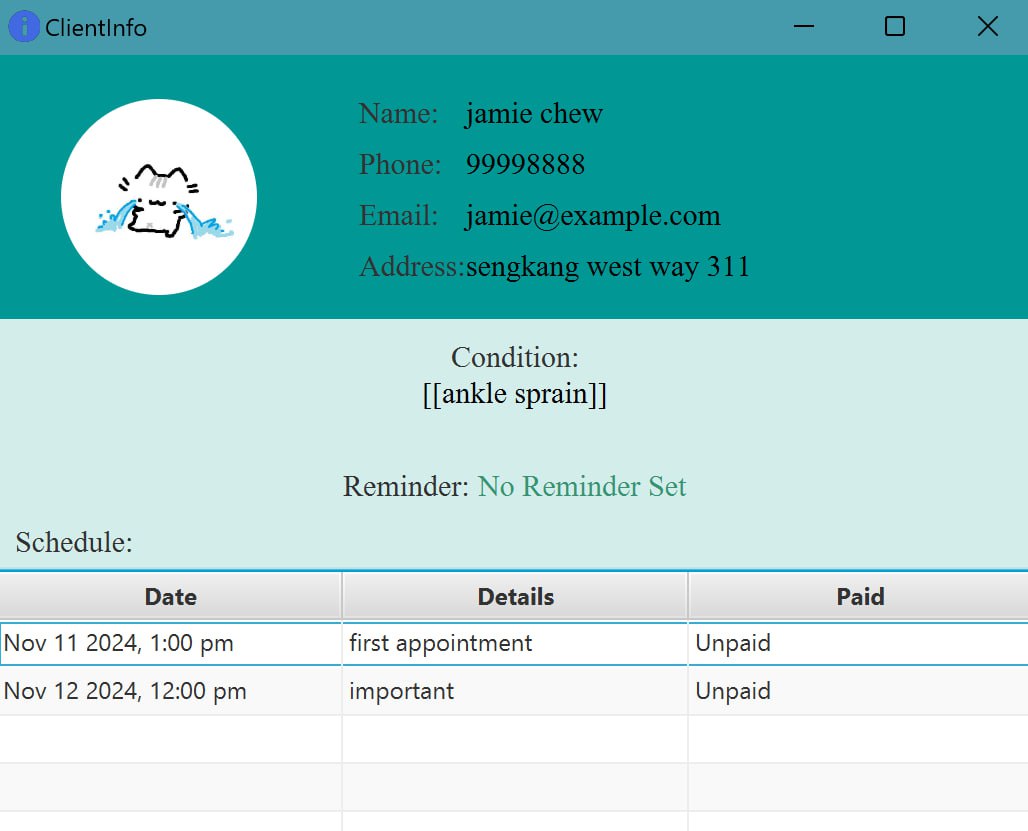 ClientInfo
Name: jamie chew
Phone: 99998888
Email: jamie@example.com
Address:sengkang west way 311
Condition:
[[ankle sprain]]
Reminder: No Reminder Set
Schedule:
Date Details Paid
Nov 11 2024, 1:00 pm first appointment Unpaid
Nov 12 2024, 12:00 pm important Unpaid